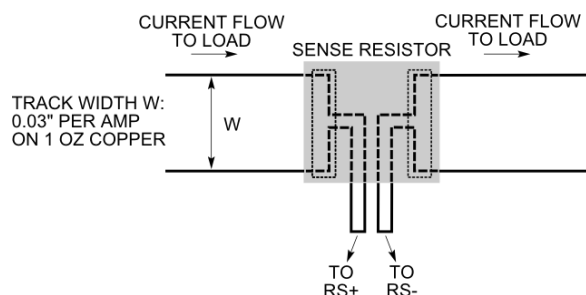 CURRENT FLOW
TO LOAD
CURRENT FLOW
TO LOAD
SENSE RESISTOR
TRACK WIDTH W:
0.03" PER AMP
ON 1 OZ COPPER
W
TO
RS+
TO
RS-